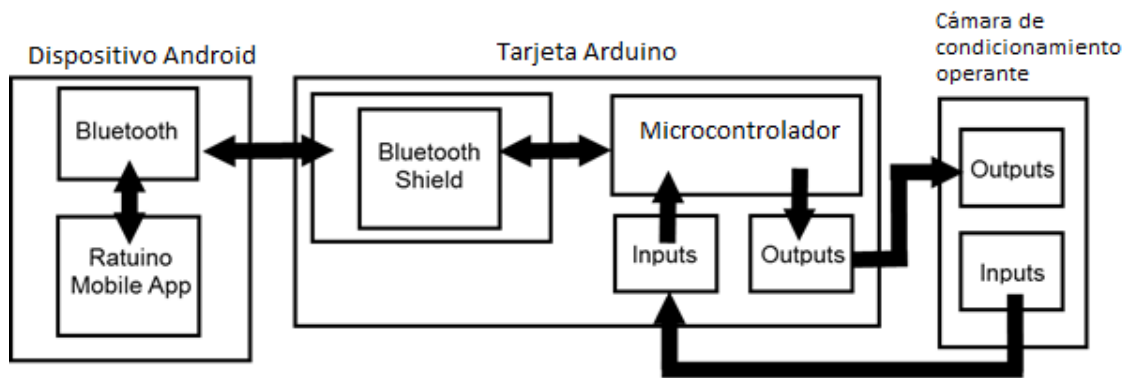 Dispositivo Android
Bluetooth
Ratuino
Mobile App
Tarjeta Arduino
Bluetooth
Shield
Microcontrolador
Inputs
Outputs
Cámara de
condicionamiento
operante
Outputs
Inputs